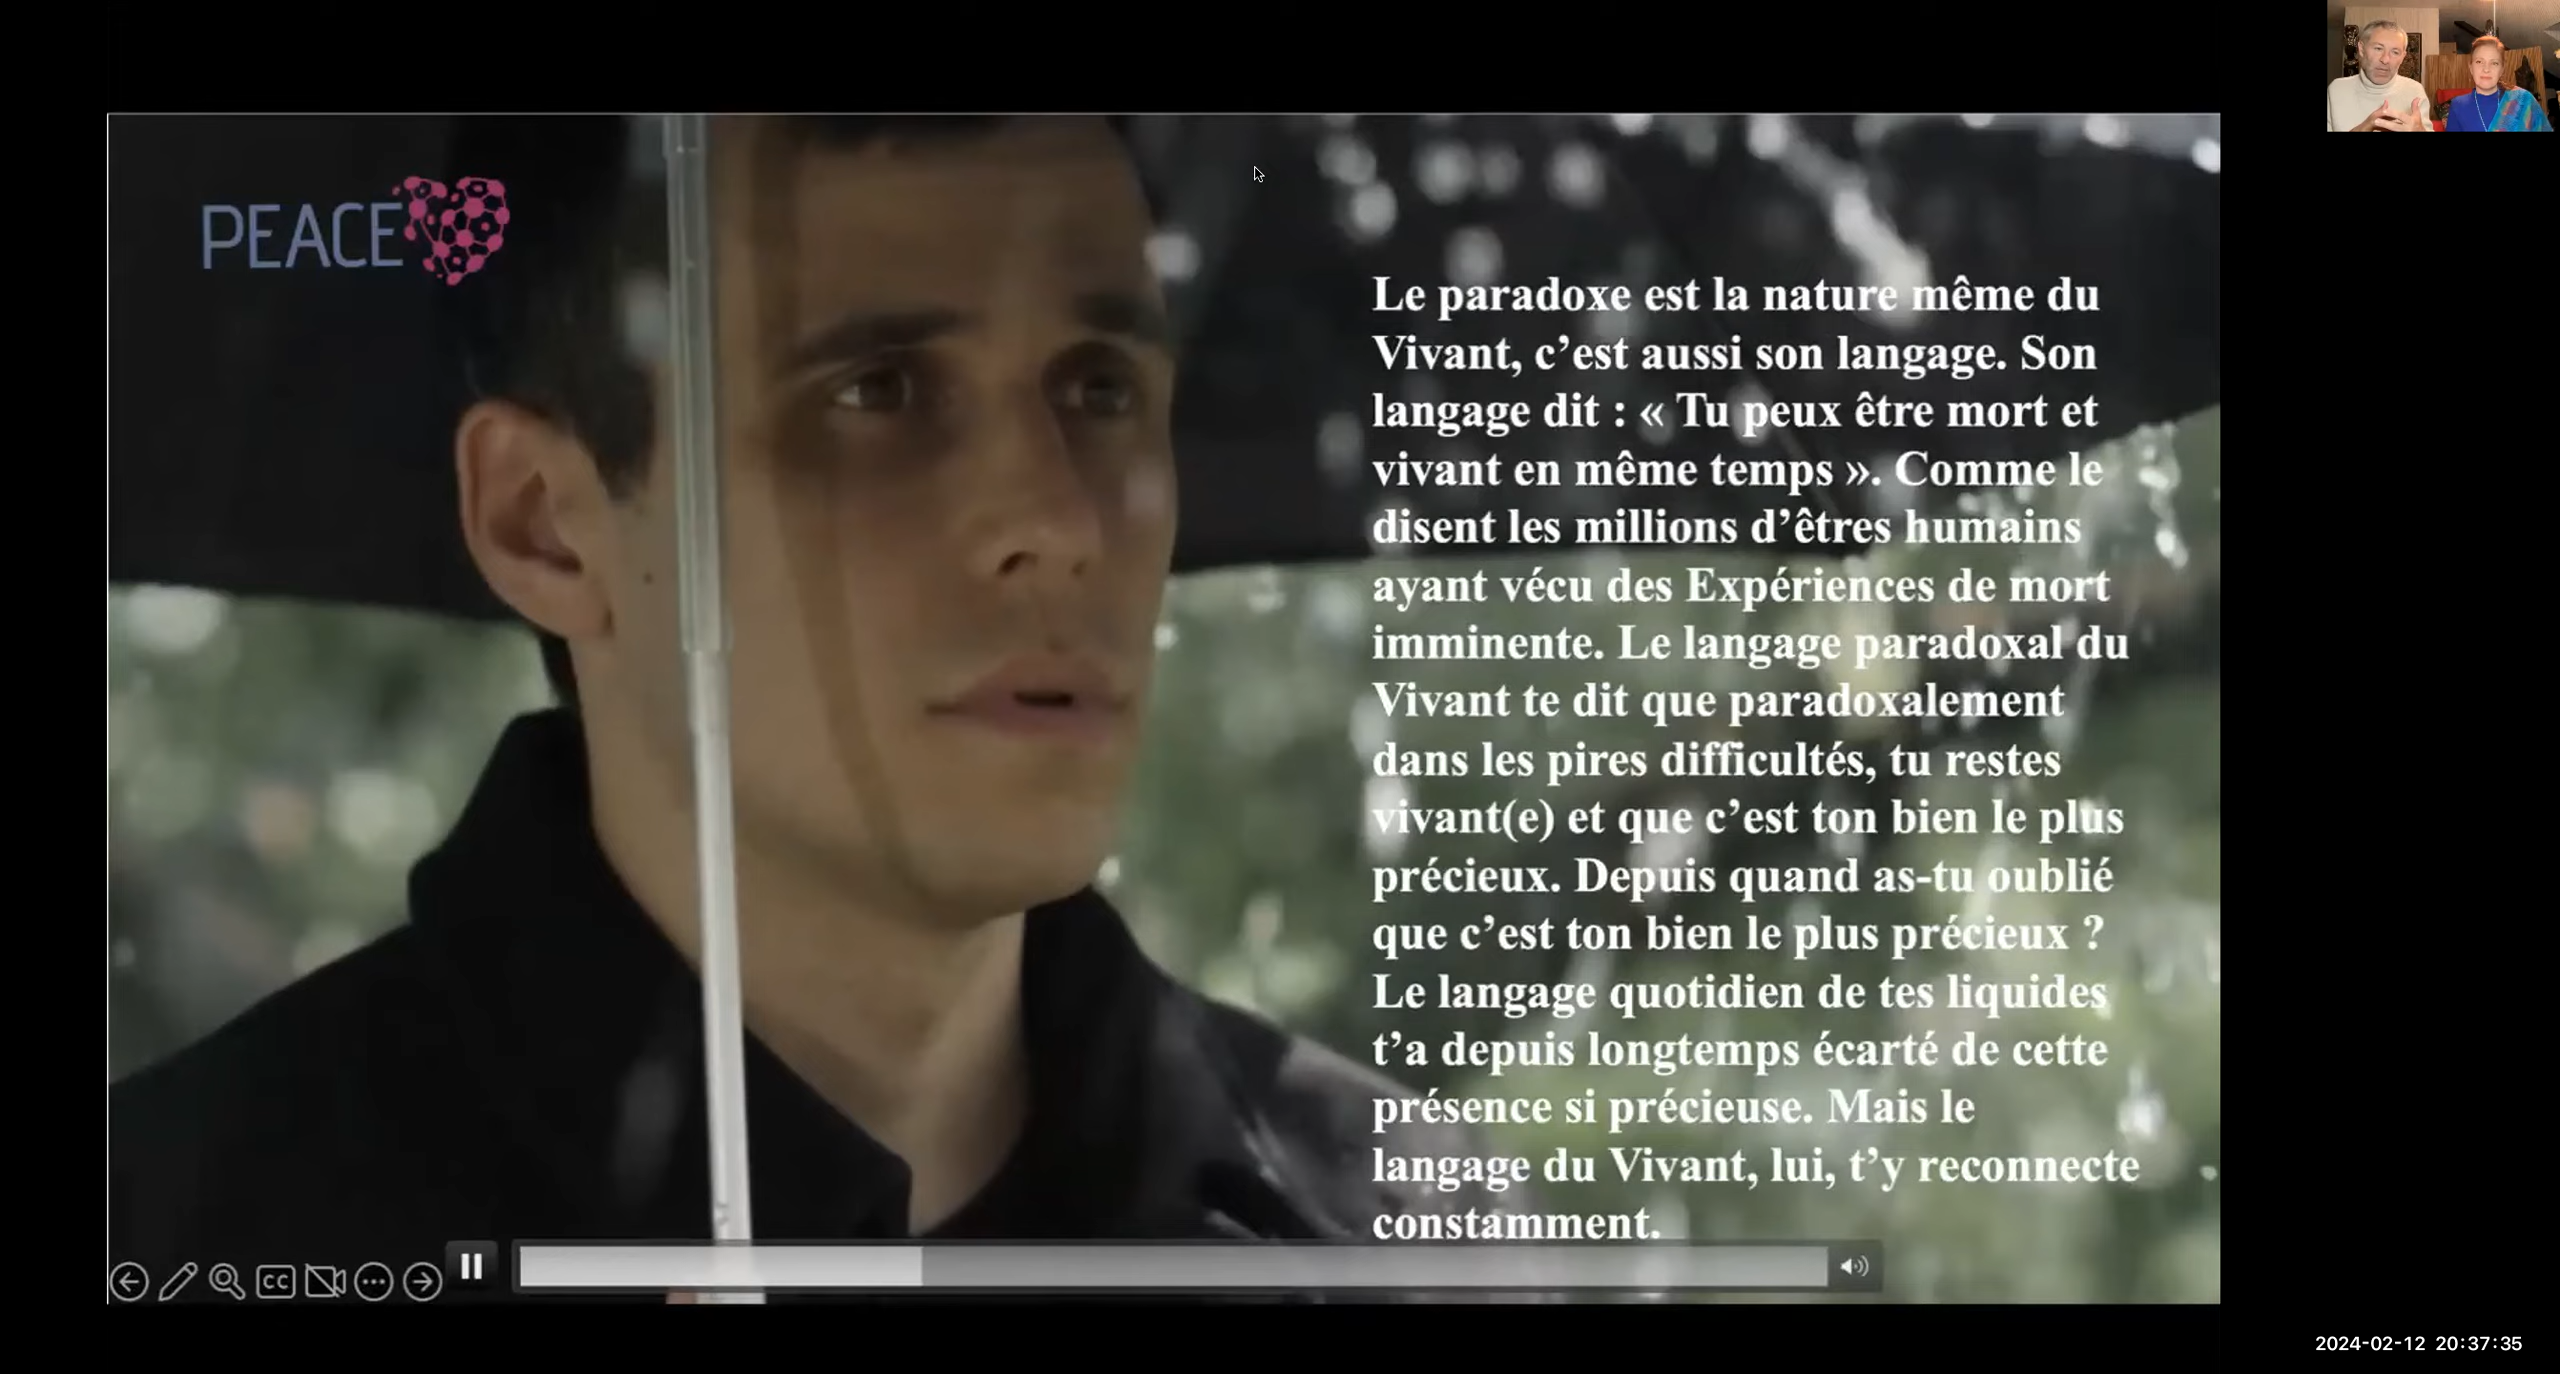 PEACE
Le paradoxe est la nature même du
Vivant, c’est aussi son langage. Son
langage dit : « Tu peux être mort et
vivant en même temps ». Comme le
disent les millions d’êtres humains
ayant vécu des Expériences de mort
imminente. Le langage paradoxal du
Vivant te dit que paradoxalement
dans les pires difficultés, tu restes
vivant(e) et que c’est ton bien le plus
précieux. Depuis quand as-tu oublié
que c’est ton bien le plus précieux ?
Le langage quotidien de tes liquides
t’a depuis longtemps écarté de cette
présence si précieuse. Mais le
langage du Vivant, lui, t’y reconnecte
constamment.
CC
2024-02-12 20:37:35